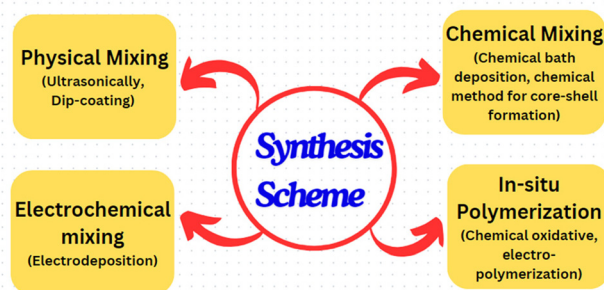 Physical Mixing
(Ultrasonically,
Dip-coating)
Chemical Mixing
(Chemical bath
deposition, chemical
method for core-shell
formation)
Synthesis
Scheme
Electrochemical
mixing
(Electrodeposition)
In-situ
Polymerization
(Chemical oxidative,
electro-
polymerization)